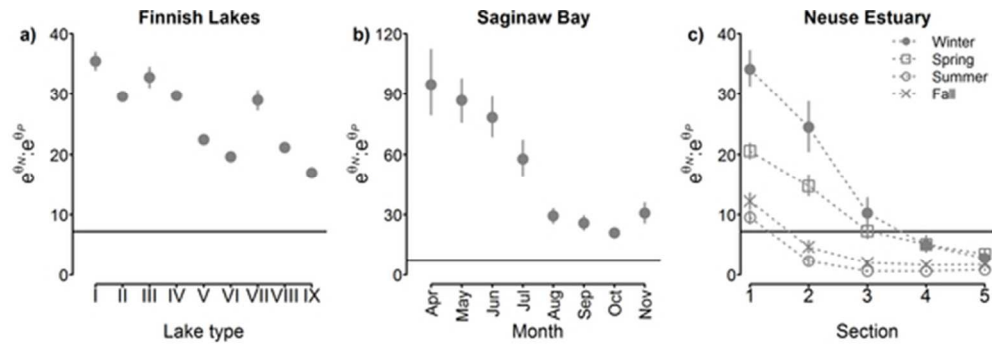 Finnish Lakes
a)
40
30
20
10
0
e^θN:e^θP
I II III IV V VI VII VIII IX
Lake type
Saginaw Bay
b)
120
90
60
30
0
e^θN:e^θP
Apr May Jun Jul Aug Sep Oct Nov
Month
Neuse Estuary
c)
40
30
20
10
0
e^θN:e^θP
Winter
Spring
Summer
Fall
1 2 3 4 5
Section